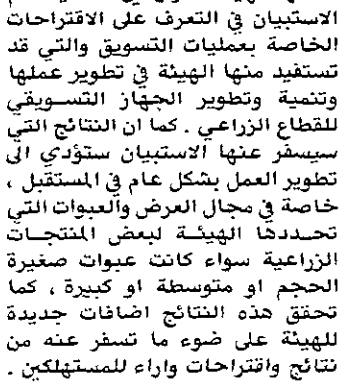 الاستبيان في التعرف على الاقتراحات
الخاصة بعمليات التسويق والتي قد
تستفيد منها الهيئة في تطوير عملها
وتنمية وتطوير الجهاز التسويقي
للقطاع الزراعي . كما ان النتائج التي
سيسفر عنها الاستبيان ستؤدي الى
تطوير العمل بشكل عام في المستقبل ،
خاصة في مجال العرض والعبوات التي
تحددها الهيئة لبعض المنتجات
الزراعية سواء كانت عبوات صغيرة
الحجم او متوسطة او كبيرة ، كما
تحقق هذه النتائج اضافات جديدة
للهيئة على ضوء ما تسفر عنه من
نتائج واقتراحات واراء للمستهلكين .